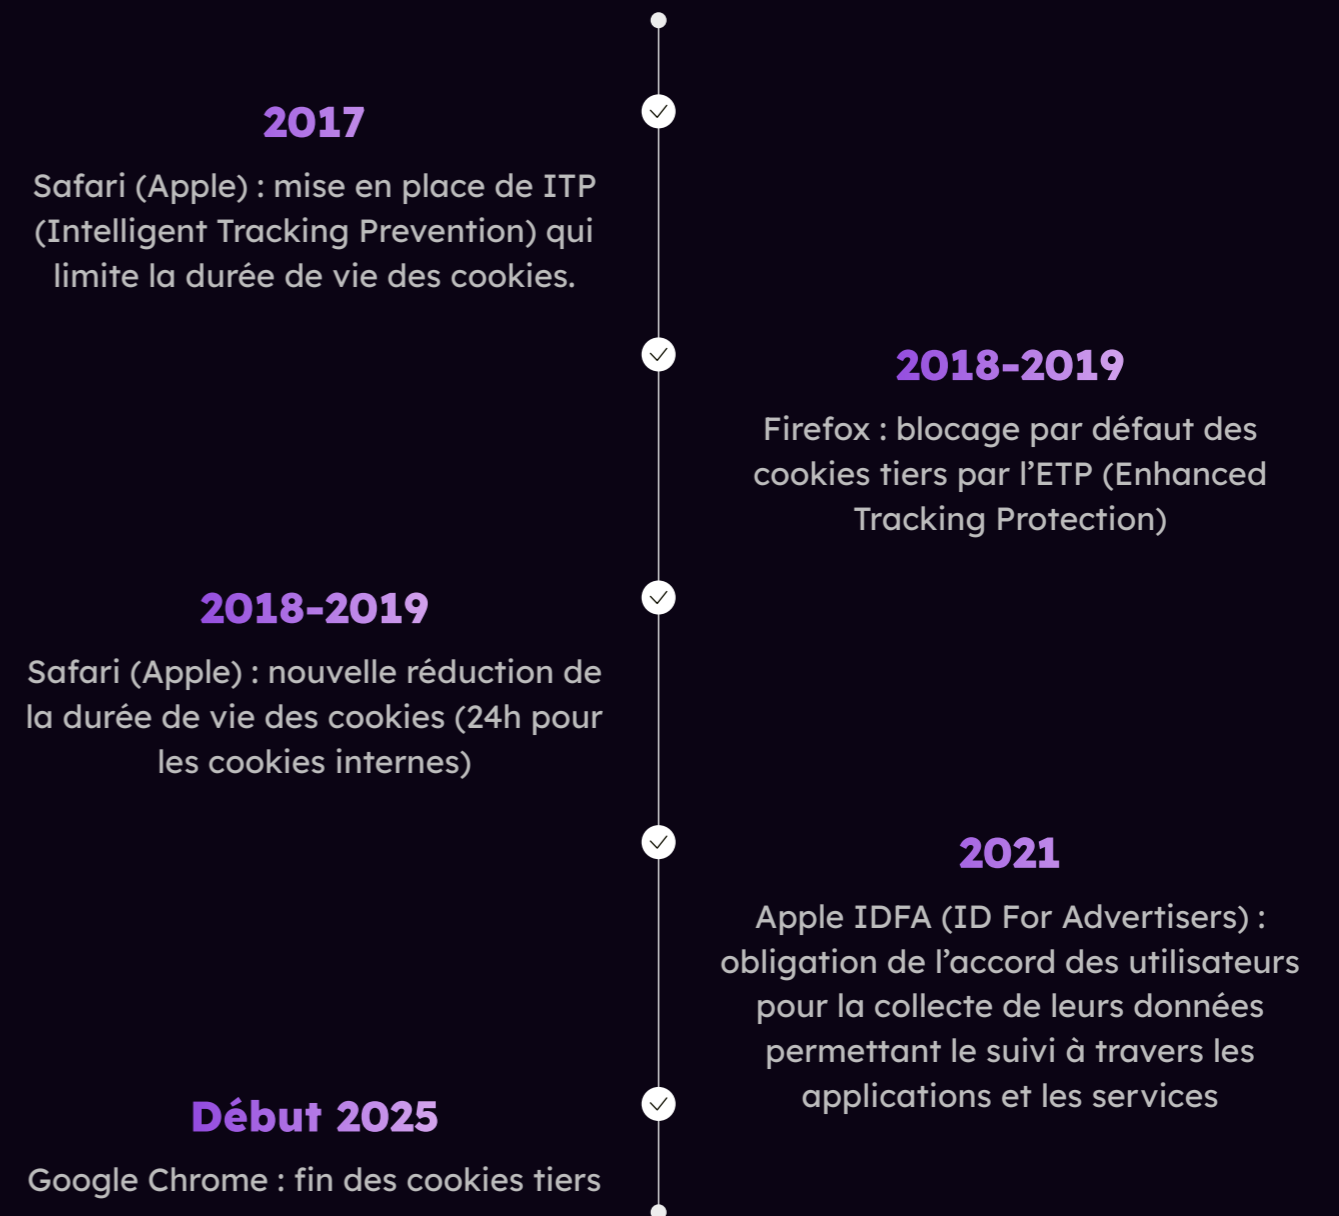 2017
Safari (Apple) : mise en place de ITP
(Intelligent Tracking Prevention) qui
limite la durée de vie des cookies.
2018-2019
Firefox : blocage par défaut des
cookies tiers par l’ETP (Enhanced
Tracking Protection)
2018-2019
Safari (Apple) : nouvelle réduction de
la durée de vie des cookies (24h pour
les cookies internes)
2021
Apple IDFA (ID For Advertisers) :
obligation de l’accord des utilisateurs
pour la collecte de leurs données
permettant le suivi à travers les
applications et les services
Début 2025
Google Chrome : fin des cookies tiers